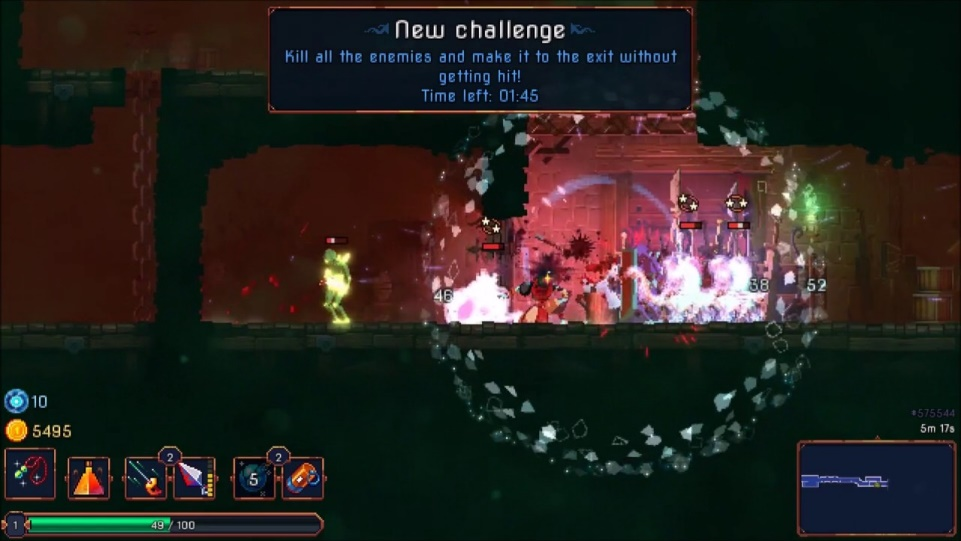 New challenge
Kill all the enemies and make it to the exit without
getting hit!
Time left: 01:45
46
38
52
10
5495
2
2
5
1
49 / 100
*575544
5m 17s